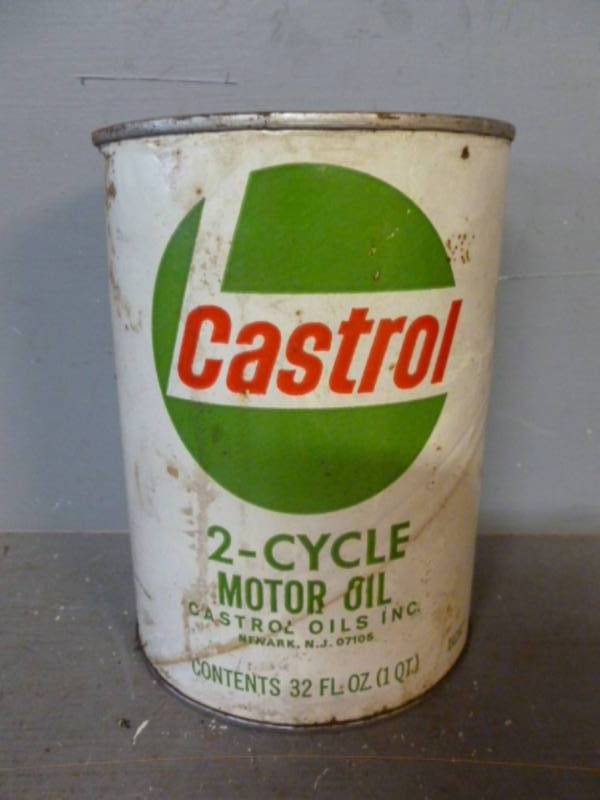 Castrol
2-CYCLE
MOTOR OIL
CASTROL OILS INC.
NEWARK, N.J. 07105
CONTENTS 32 FL. OZ. (1 QT.)